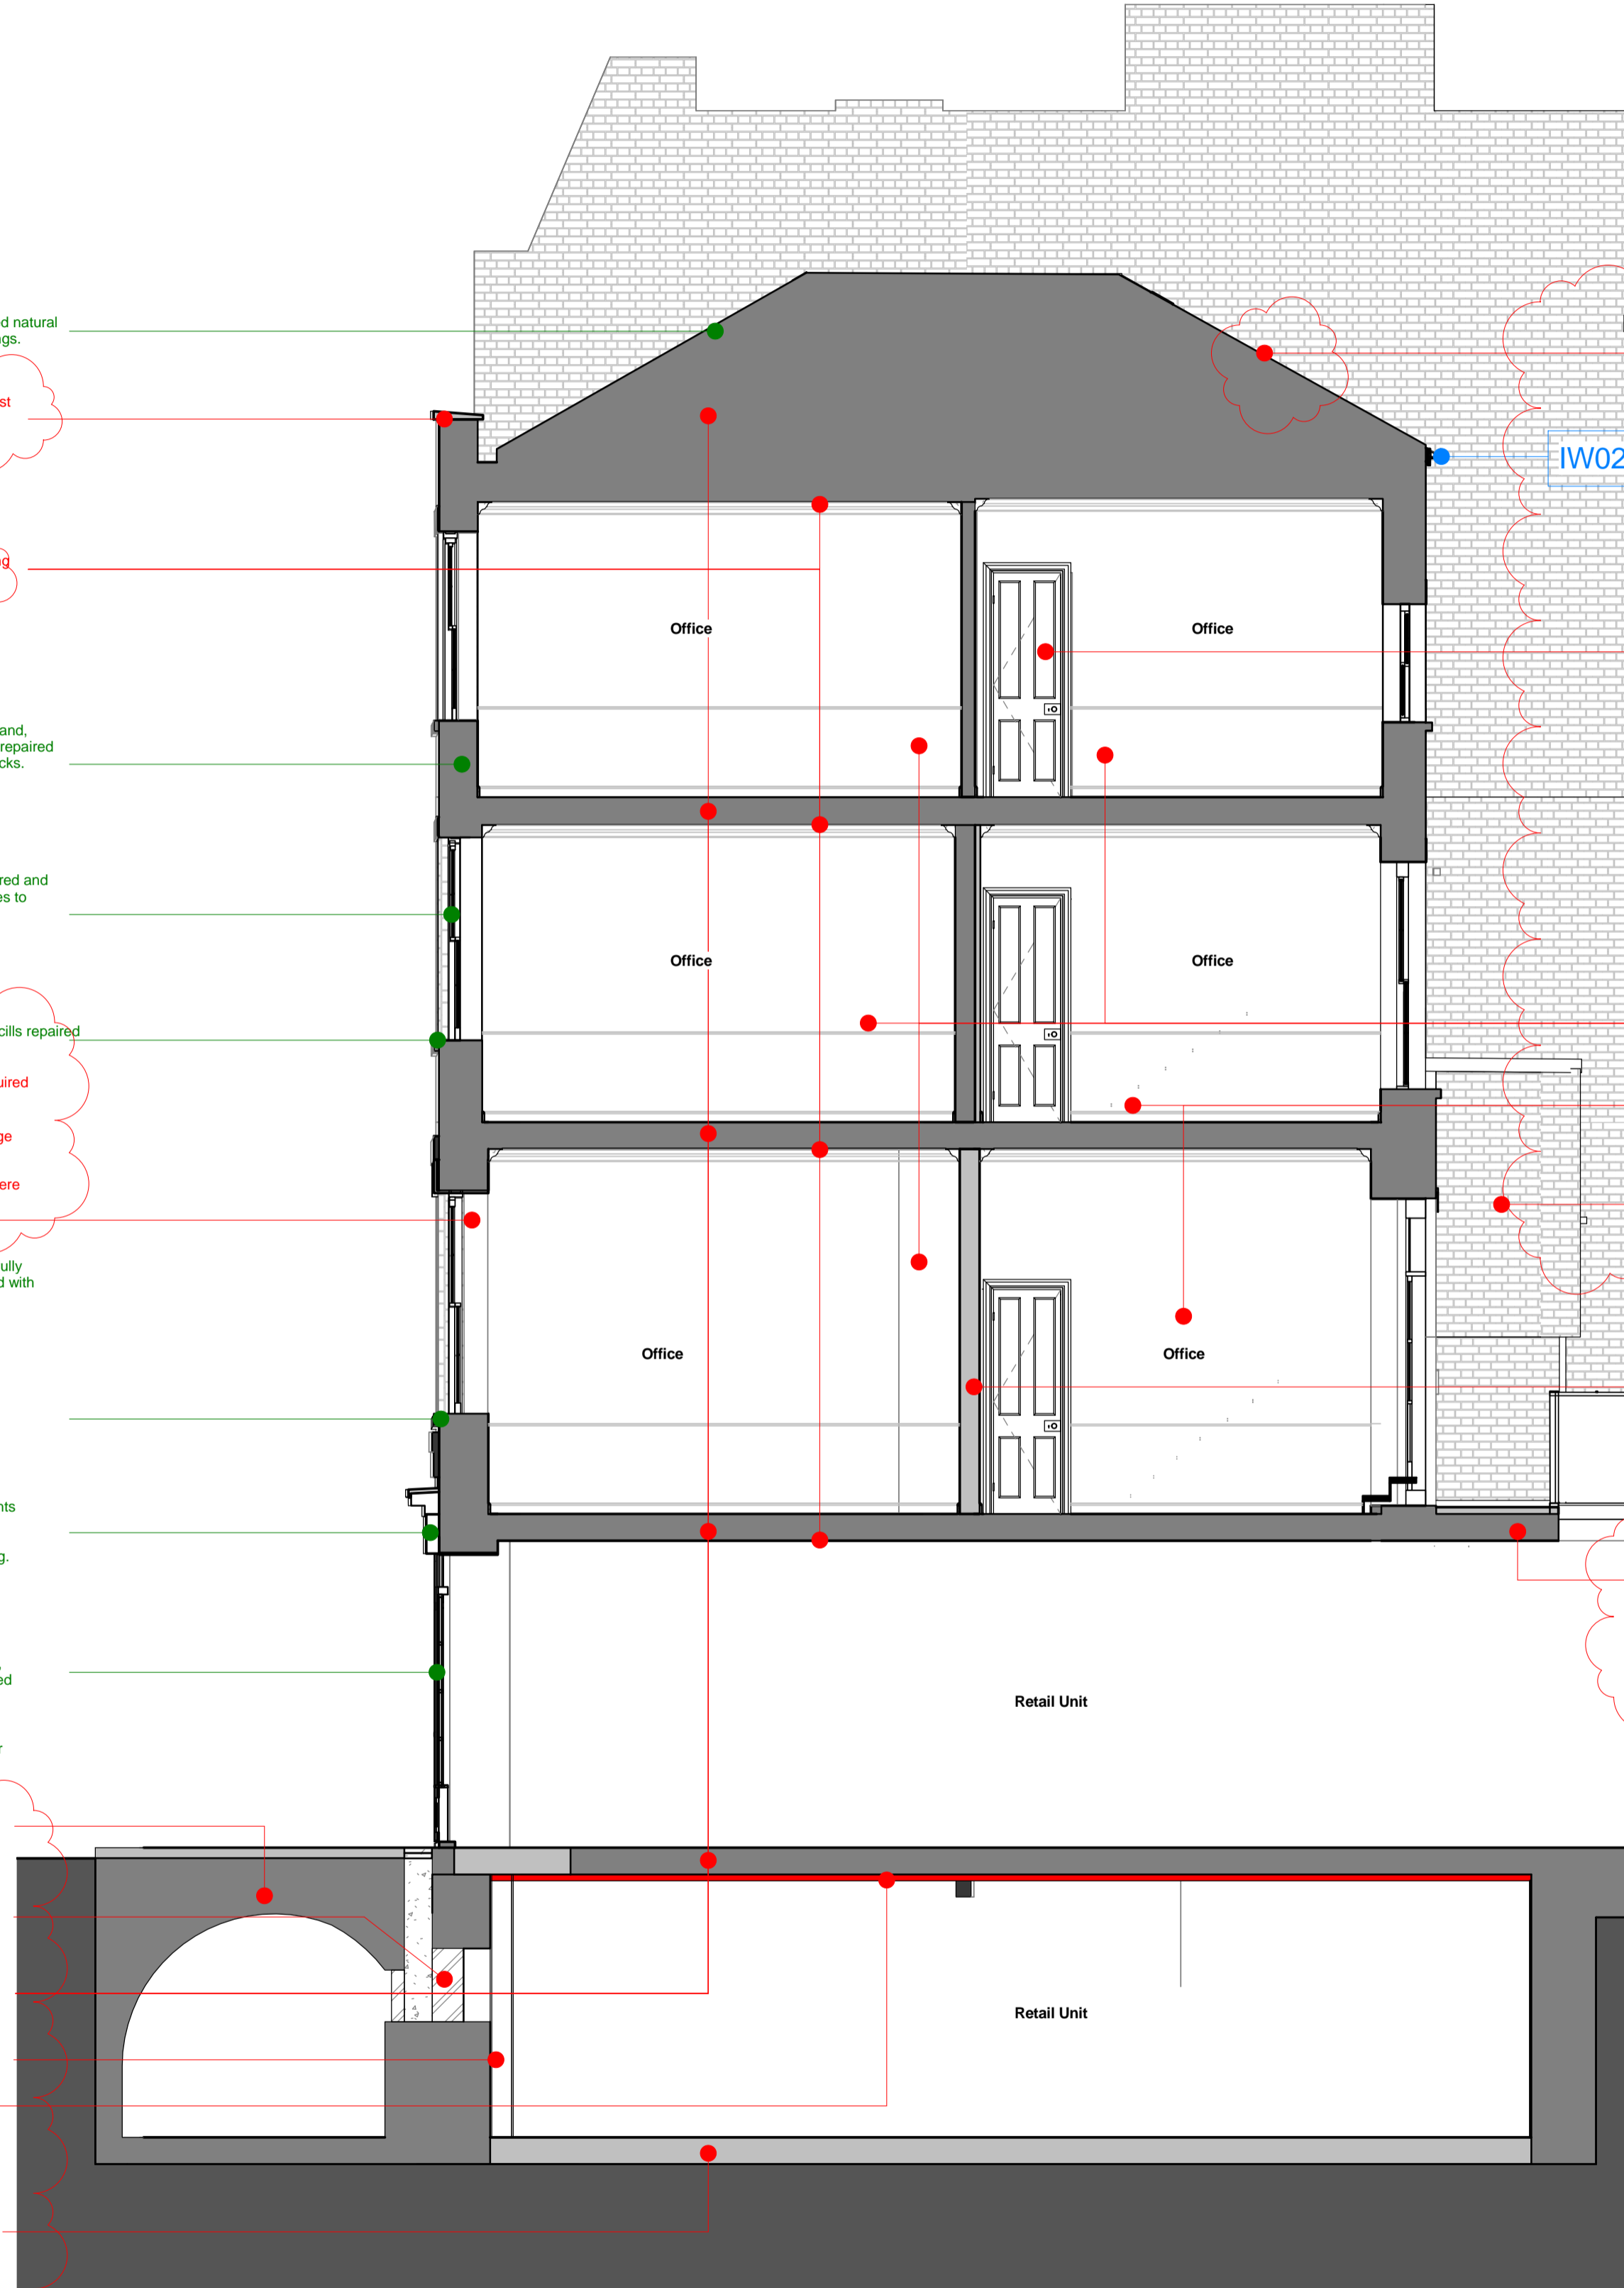 natural
ngs.
st
IW02
Office
Office
and,
repaired
cks.
red and
es to
Office
Office
cills repaired
uired
ge
ere
ully
d with
Office
Office
nts
g.
Retail Unit
ed
r
Retail Unit